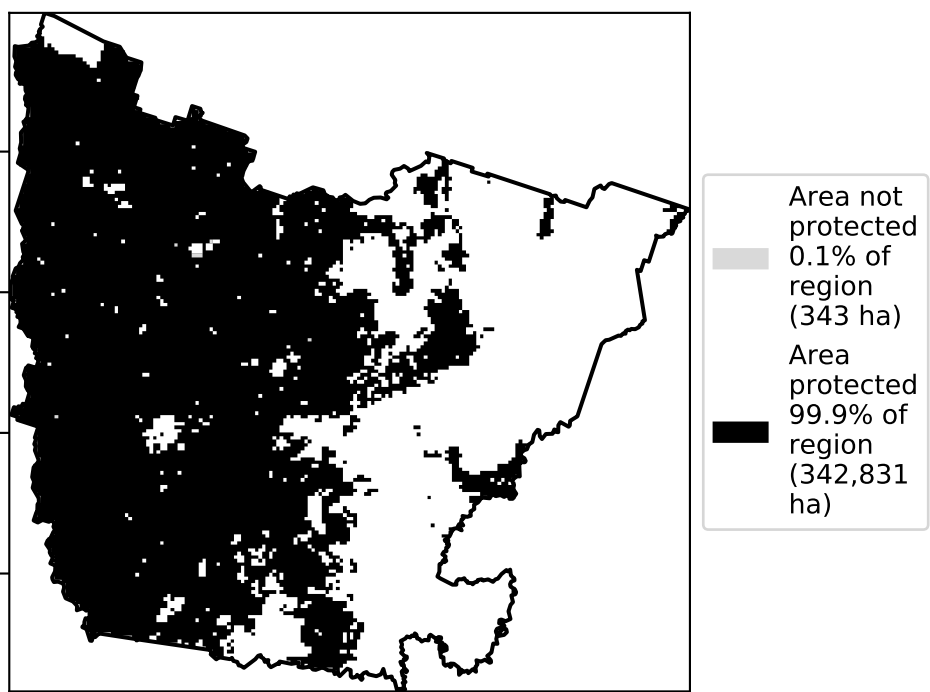 Area not
protected
0.1% of
region
(343 ha)
Area
protected
99.9% of
region
(342,831
ha)